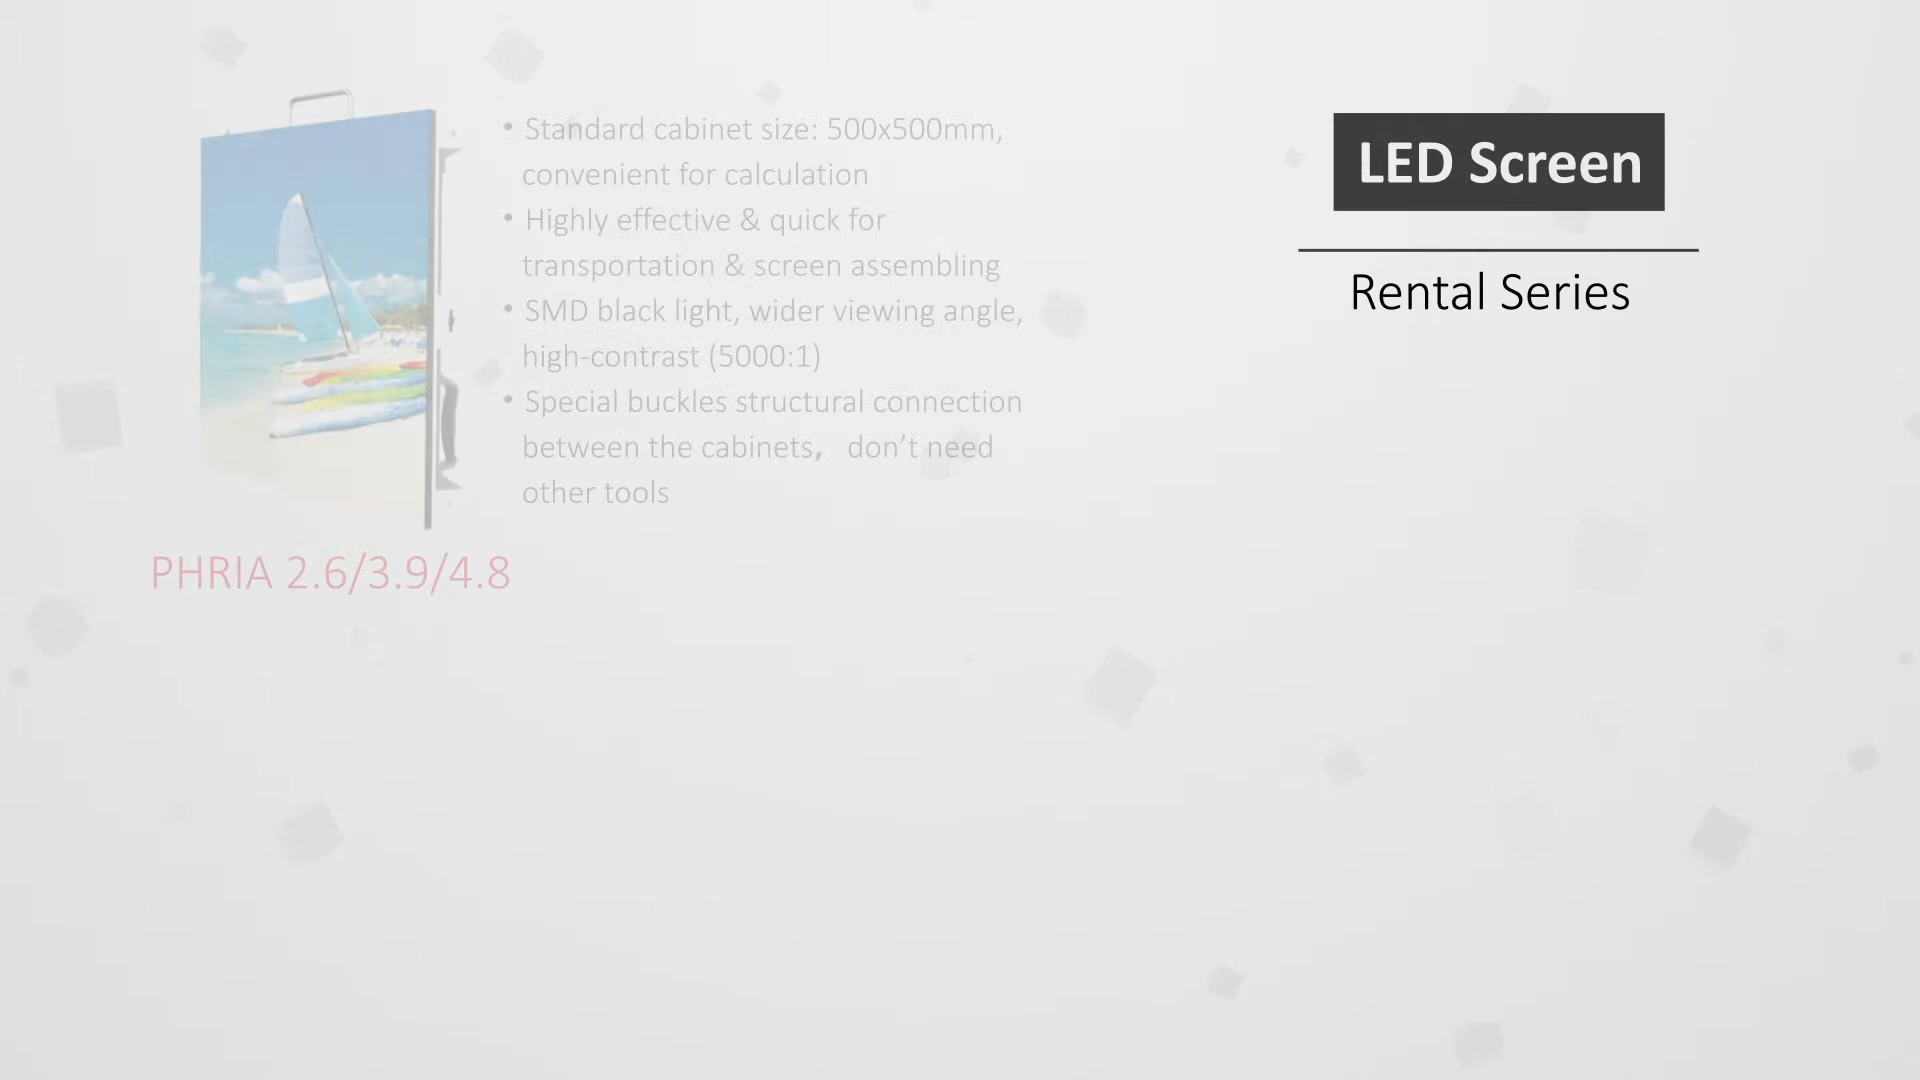 • Standard cabinet size: 500x500mm,
convenient for calculation
• Highly effective & quick for
transportation & screen assembling
• SMD black light, wider viewing angle,
high-contrast (5000:1)
• Special buckles structural connection
between the cabinets， don’t need
other tools
PHRIA 2.6/3.9/4.8
LED Screen
Rental Series